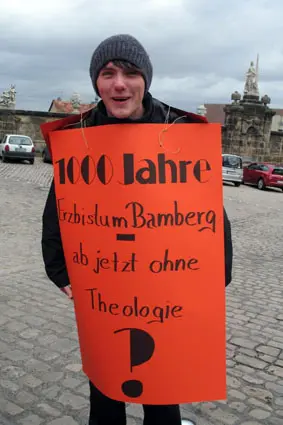 1000 Jahre
Erzbistum Bamberg
–
ab jetzt ohne
Theologie
?